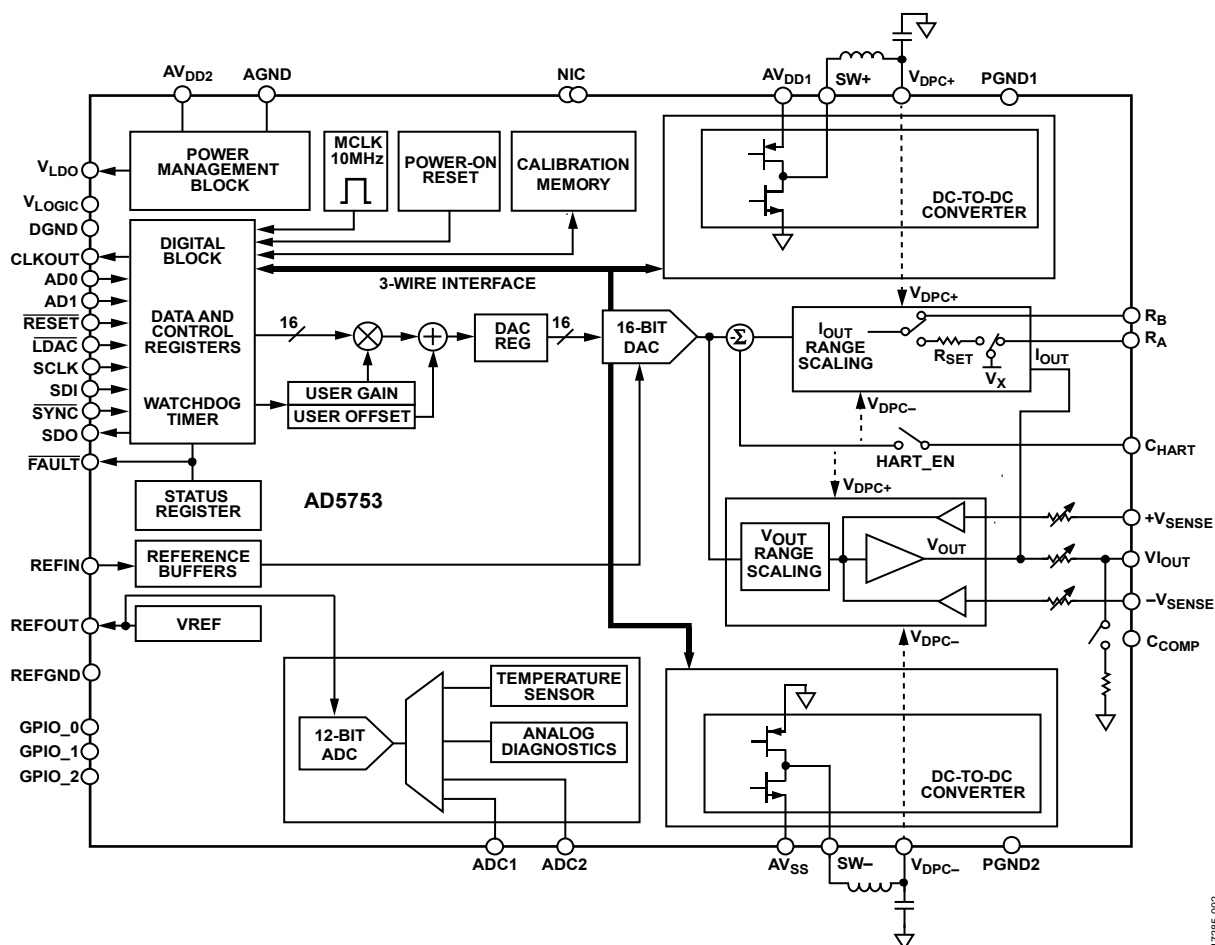 AVDD2
AGND
NIC
AVDD1
SW+
VDPC+
PGND1
VLDO
VLOGIC
DGND
CLKOUT
AD0
AD1
RESET
LDAC
SCLK
SDI
SYNC
SDO
FAULT
REFIN
REFOUT
REFGND
GPIO_0
GPIO_1
GPIO_2
POWER
MANAGEMENT
BLOCK
MCLK
10MHz
POWER-ON
RESET
CALIBRATION
MEMORY
DC-TO-DC
CONVERTER
DIGITAL
BLOCK
DATA AND
CONTROL
REGISTERS
WATCHDOG
TIMER
3-WIRE INTERFACE
16
USER GAIN
USER OFFSET
DAC
REG
16
16-BIT
DAC
-Σ
VDPC+
IOUT
RANGE
SCALING
RSET
VX
IOUT
RB
RA
VDPC–
HART_EN
CHART
VDPC+
STATUS
REGISTER
AD5753
REFERENCE
BUFFERS
VREF
VOUT
RANGE
SCALING
VOUT
+VSENSE
VIOUT
–VSENSE
CCOMP
VDPC–
12-BIT
ADC
TEMPERATURE
SENSOR
ANALOG
DIAGNOSTICS
DC-TO-DC
CONVERTER
ADC1
ADC2
AVSS
SW–
VDPC–
PGND2
17285-002